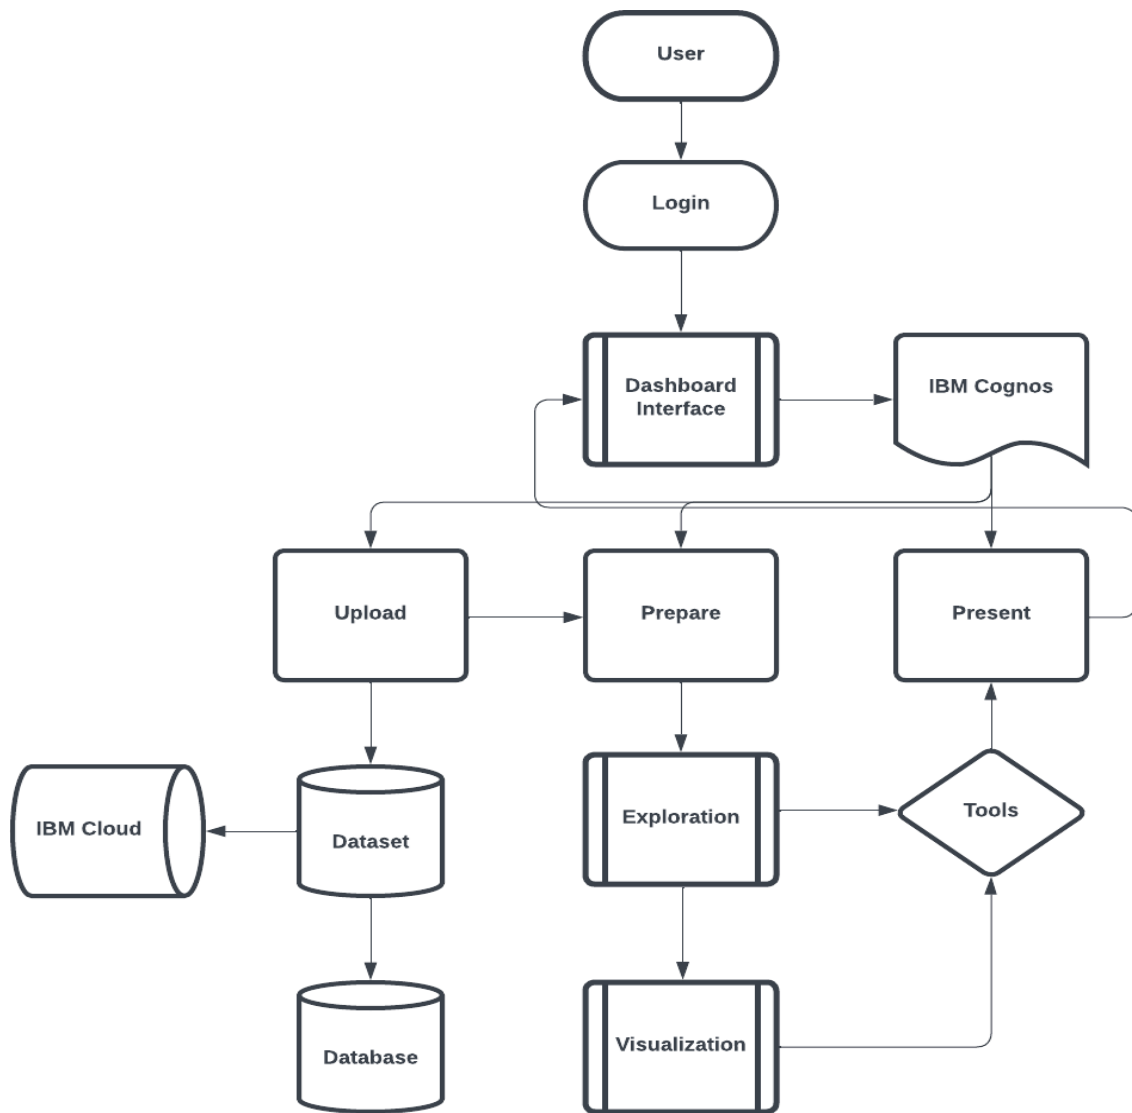 User
Login
Dashboard
Interface
IBM Cognos
Upload
Prepare
Present
IBM Cloud
Dataset
Exploration
Tools
Database
Visualization